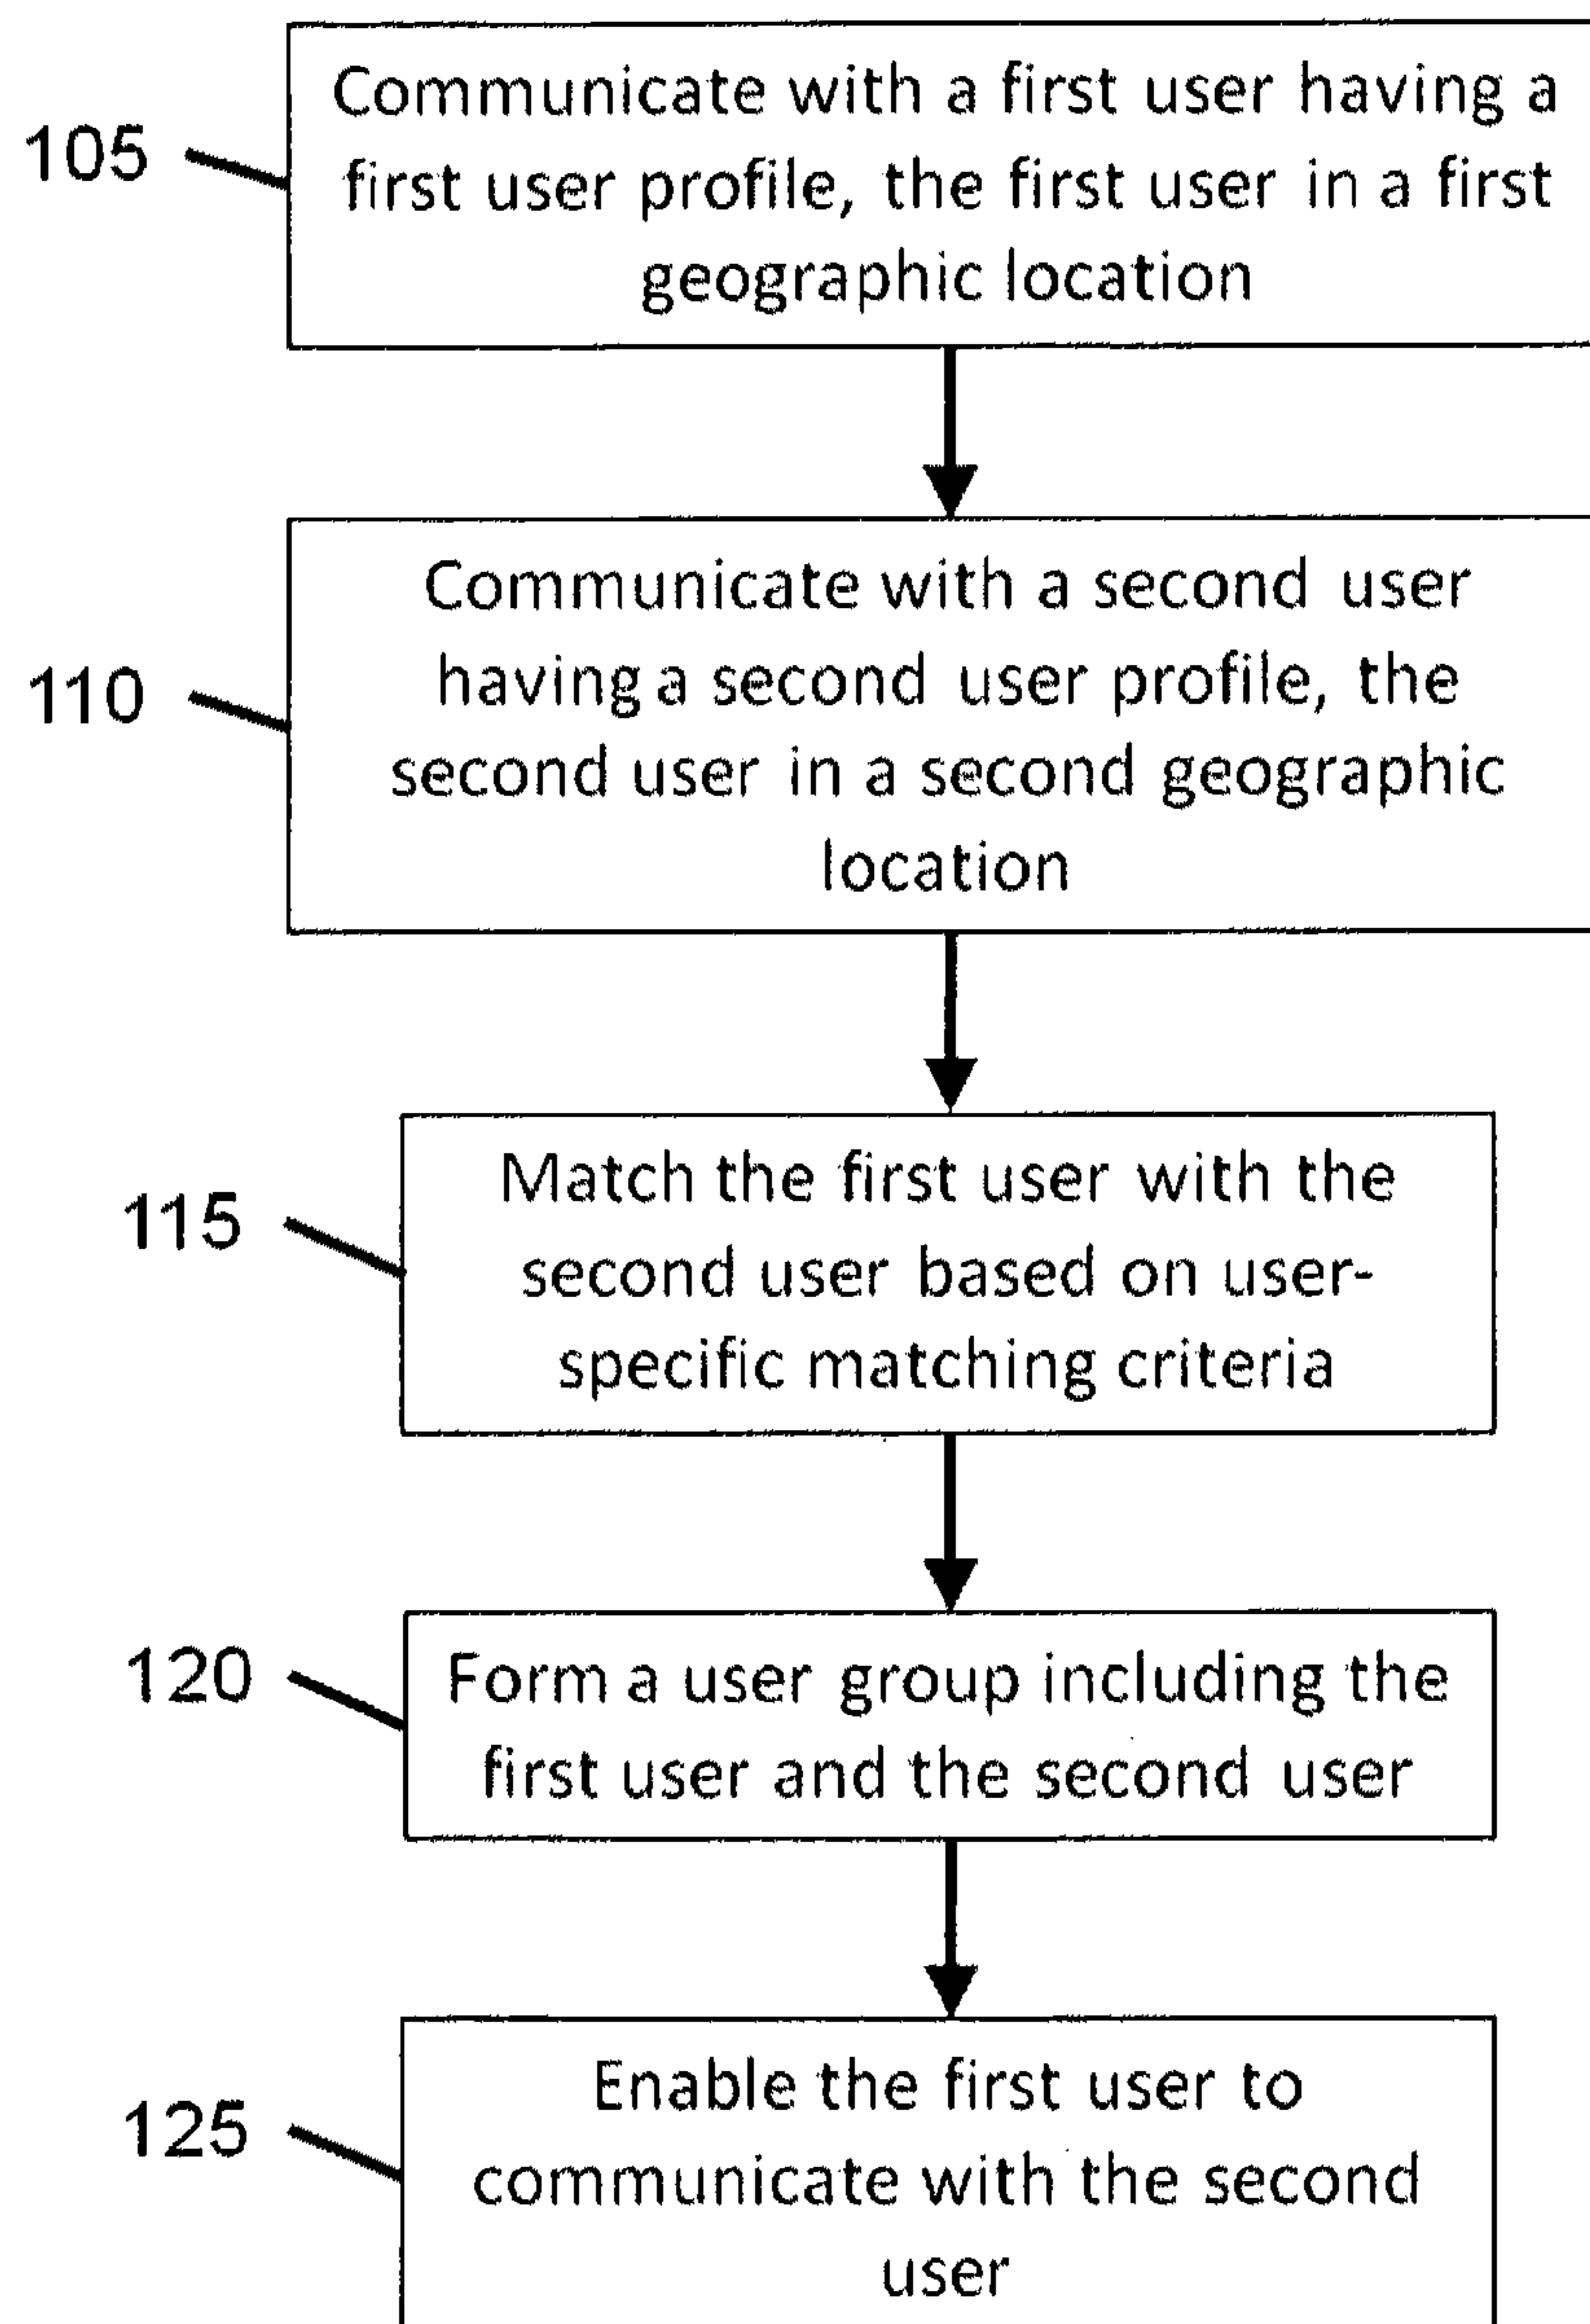 105
Communicate with a first user having a
first user profile, the first user in a first
geographic location
110
Communicate with a second user
having a second user profile, the
second user in a second geographic
location
115
Match the first user with the
second user based on user-
specific matching criteria
120
Form a user group including the
first user and the second user
125
Enable the first user to
communicate with the second
user